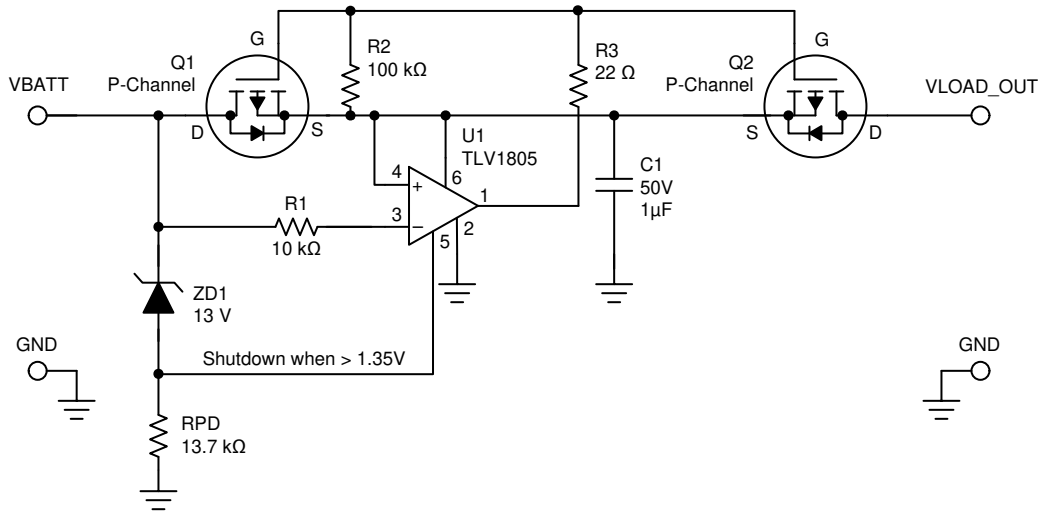 G
G
Q1
P-Channel
R2
100 kΩ
R3
22 Ω
Q2
P-Channel
VBATT
VLOAD_OUT
D
S
S
D
U1
TLV1805
4
+
6
1
C1
50V
1µF
R1
10 kΩ
3
−
5
2
ZD1
13 V
GND
Shutdown when > 1.35V
GND
RPD
13.7 kΩ